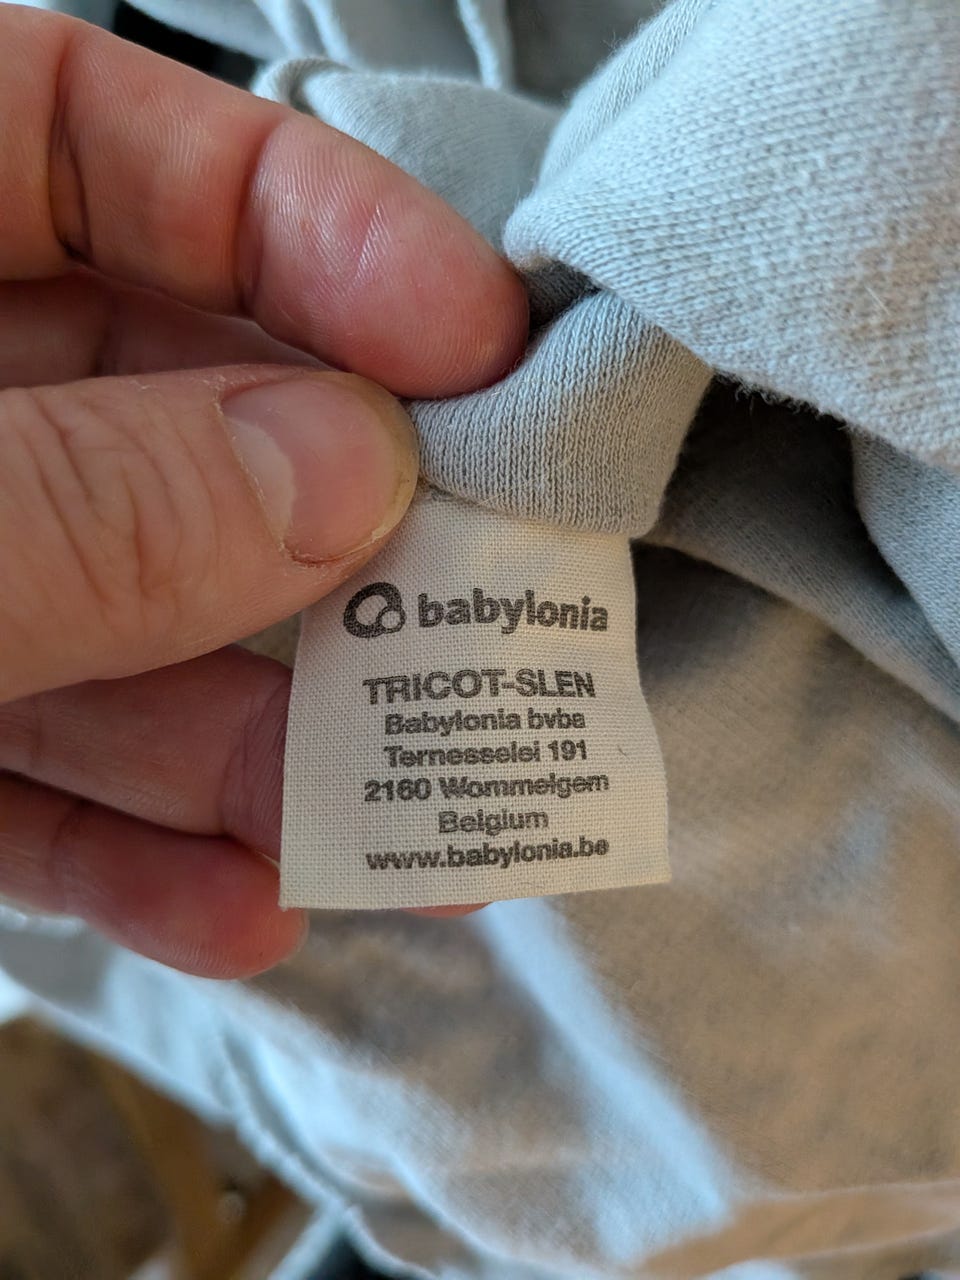 babylonia
TRICOT-SLEN
Babylonia bvba
Ternesselei 191
2160 Wommelgem
Belgium
www.babylonia.be